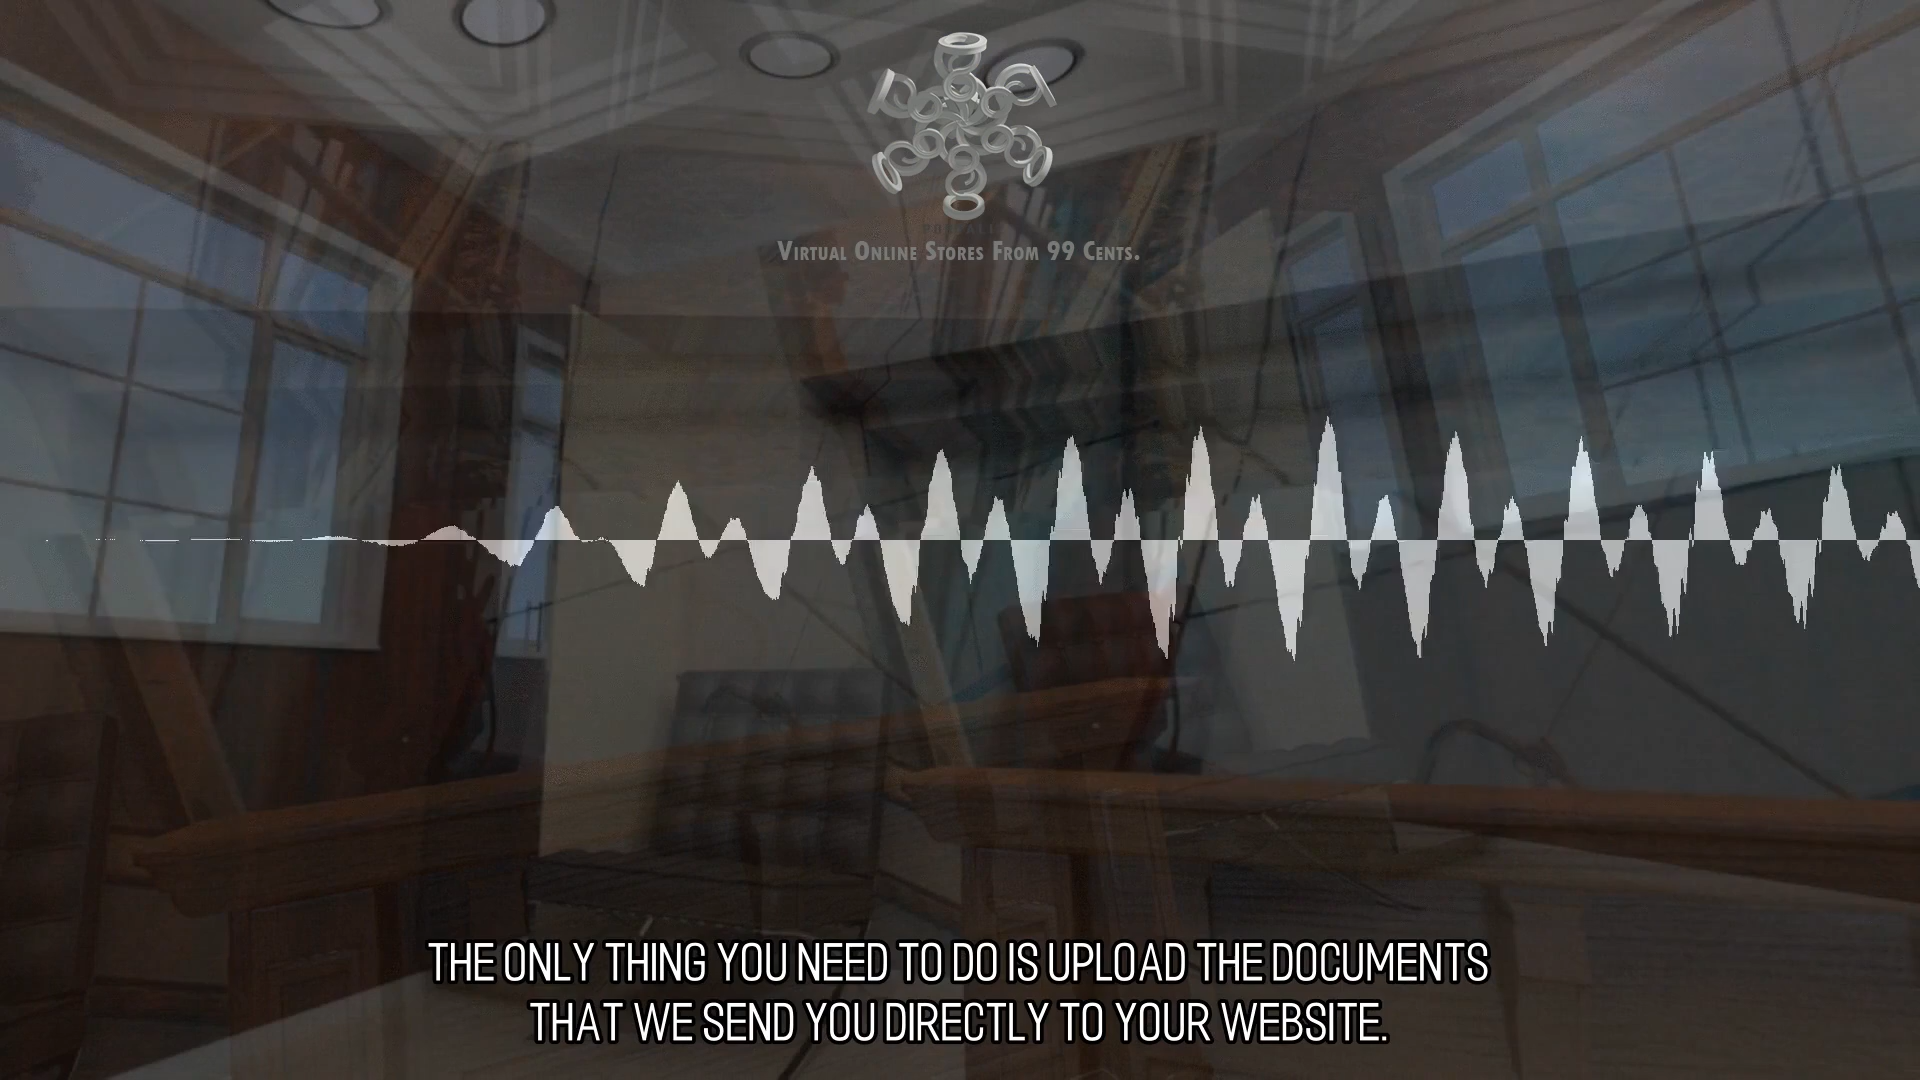 Virtual Online Stores From 99 Cents.
THE ONLY THING YOU NEED TO DO IS UPLOAD THE DOCUMENTS
THAT WE SEND YOU DIRECTLY TO YOUR WEBSITE.